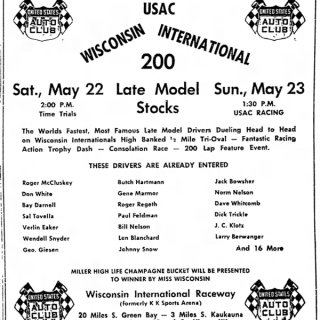 UNITED STATES AUTO CLUB
USAC
UNITED STATES AUTO CLUB
WISCONSIN INTERNATIONAL
200
Sat., May 22 Late Model Sun., May 23
2:00 P.M. Stocks 1:30 P.M.
Time Trials USAC RACING
The Worlds Fastest, Most Famous Late Model Drivers Dueling Head to Head
on Wisconsin Internationals High Banked ½ Mile Tri-Oval — Fantastic Racing
Action Trophy Dash — Consolation Race — 200 Lap Feature Event.
THESE DRIVERS ARE ALREADY ENTERED
Roger McCluskey Butch Hartmann Jack Bowsher
Don White Gene Marmor Norm Nelson
Bay Darnell Roger Regeth Dave Whitcomb
Sal Tovella Paul Feldman Dick Trickle
Verlin Eaker Bill Nelson J. C. Klotz
Wendell Snyder Len Blanchard Larry Berwanger
Geo. Giesen Johnny Snow And 16 More
MILLER HIGH LIFE CHAMPAGNE BUCKET WILL BE PRESENTED
TO WINNER BY MISS WISCONSIN
Wisconsin International Raceway
(formerly K K Sports Arena)
20 Miles S. Green Bay — 3 Miles S. Kaukauna
UNITED STATES AUTO CLUB
UNITED STATES AUTO CLUB